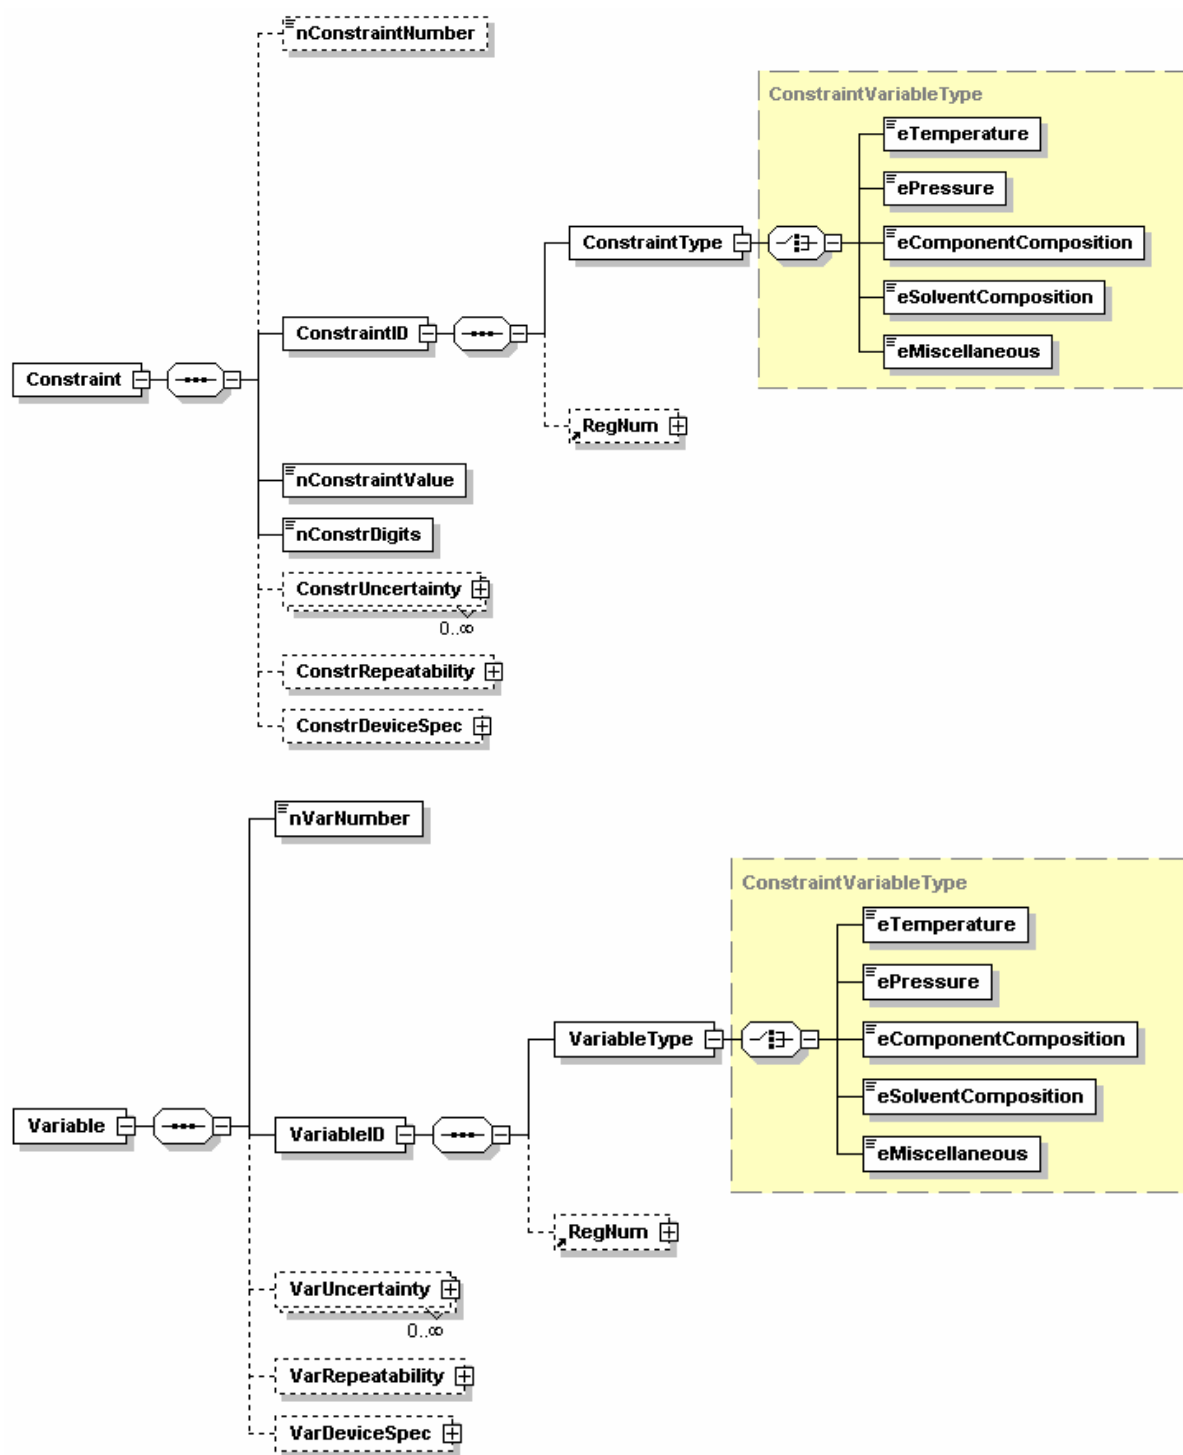 nConstraintNumber
ConstraintVariableType
eTemperature
ePressure
ConstraintType
eComponentComposition
eSolventComposition
ConstraintID
eMiscellaneous
Constraint
RegNum
nConstraintValue
nConstrDigits
ConstrUncertainty
0..∞
ConstrRepeatability
ConstrDeviceSpec
nVarNumber
ConstraintVariableType
eTemperature
ePressure
VariableType
eComponentComposition
eSolventComposition
Variable
VariableID
eMiscellaneous
RegNum
VarUncertainty
0..∞
VarRepeatability
VarDeviceSpec